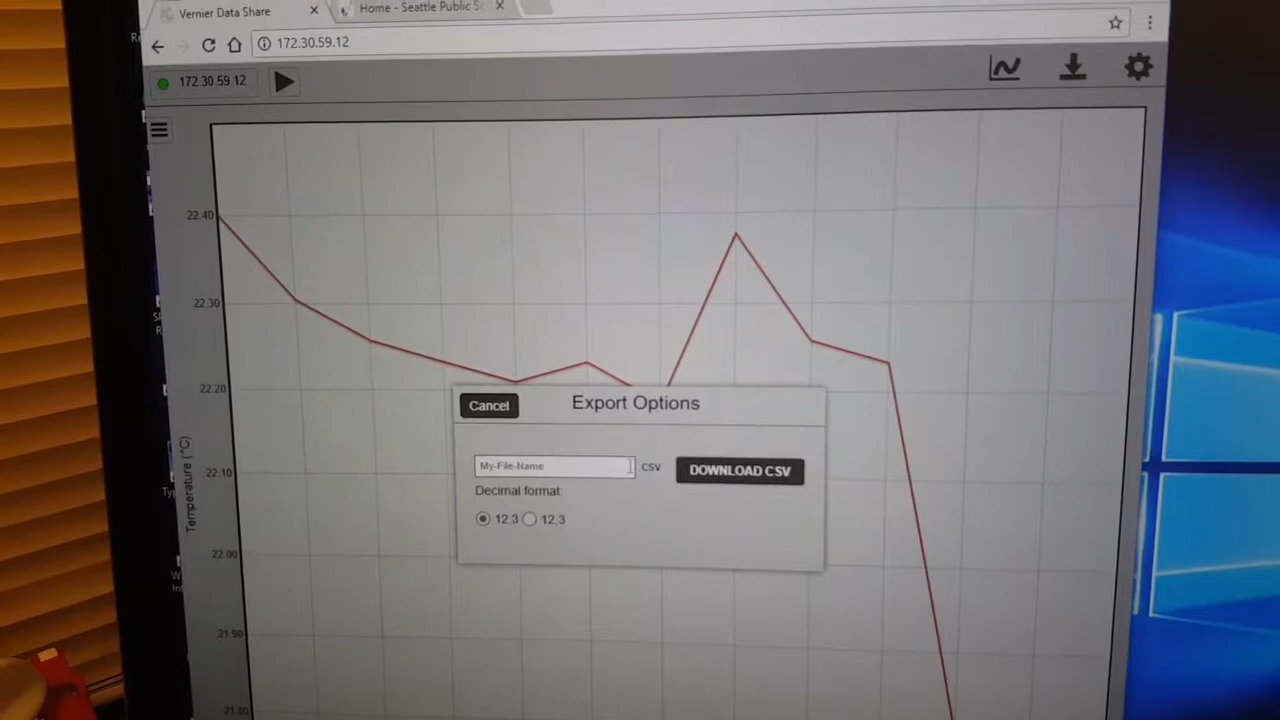 Vernier Data Share
Home - Seattle Public S
172.30.59.12
172.30.59.12
22.40
22.30
22.20
22.10
22.00
21.90
21.80
Temperature (°C)
Cancel
Export Options
My-File-Name
CSV
DOWNLOAD CSV
Decimal format:
12.3
12,3